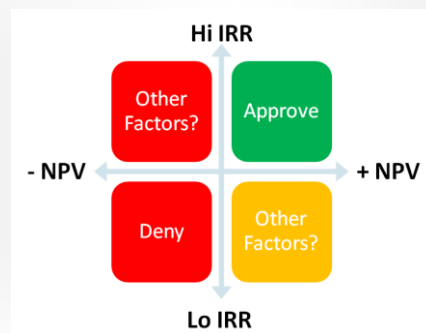 Hi IRR
Other
Factors?
Approve
- NPV
+ NPV
Deny
Other
Factors?
Lo IRR